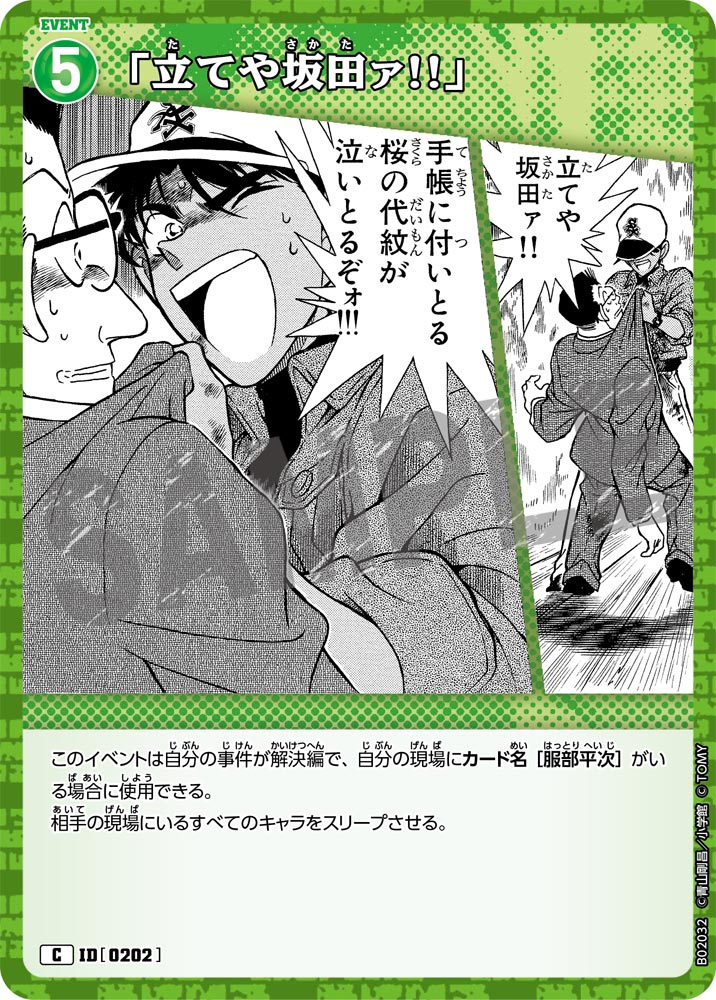 EVENT
5
「立てや坂田ァ!!」
立てや
坂田ァ!!
手帳に付いとる
桜の代紋が
泣いとるぞォ!!!
SAMPLE
このイベントは自分の事件が解決編で、自分の現場にカード名［服部平次］がい
る場合に使用できる。
相手の現場にいるすべてのキャラをスリープさせる。
C ID[0202]
B02032 ©青山剛昌／小学館 © TOMY